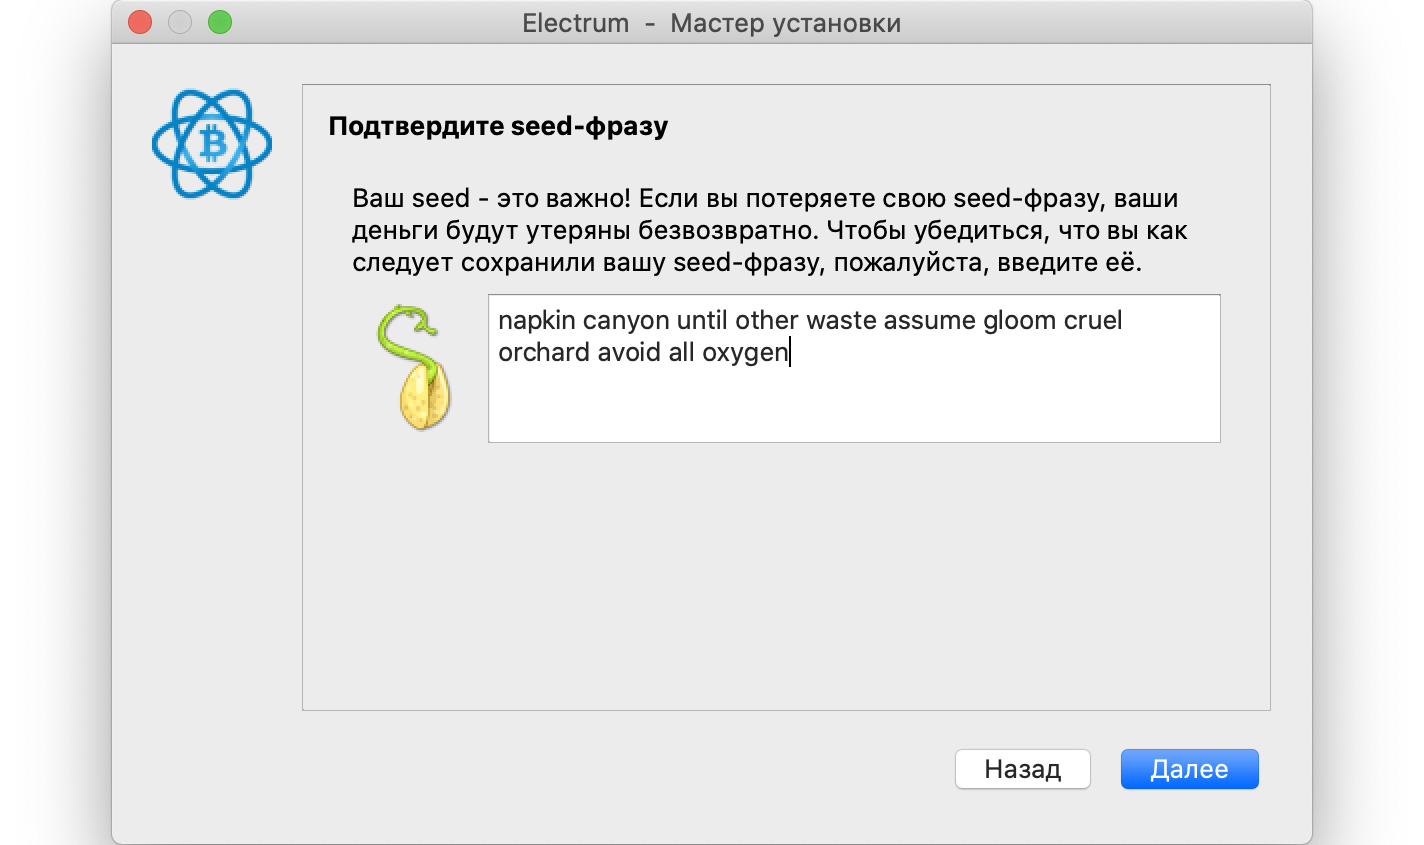 Electrum - Мастер установки
Подтвердите seed-фразу
Ваш seed - это важно! Если вы потеряете свою seed-фразу, ваши
деньги будут утеряны безвозвратно. Чтобы убедиться, что вы как
следует сохранили вашу seed-фразу, пожалуйста, введите её.
napkin canyon until other waste assume gloom cruel
orchard avoid all oxygen
Назад
Далее